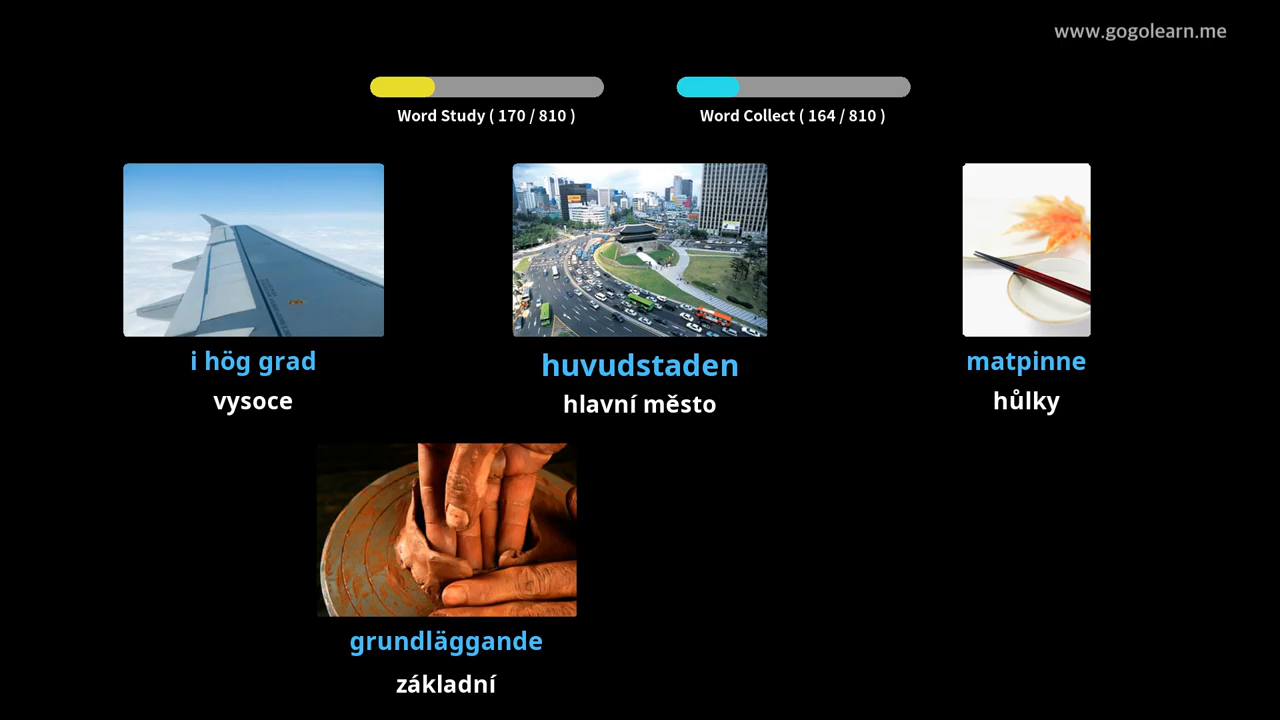 www.gogolearn.me
Word Study ( 170 / 810 )
Word Collect ( 164 / 810 )
i hög grad
vysoce
huvudstaden
hlavní město
matpinne
hůlky
grundläggande
základní